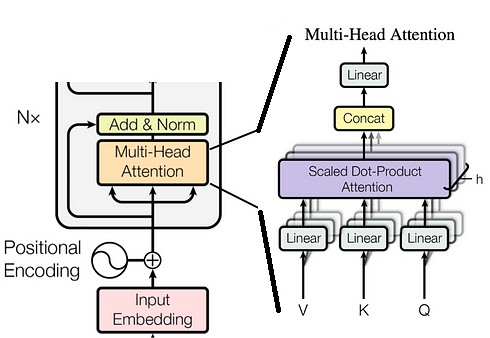 Multi-Head Attention
Linear
Concat
Scaled Dot-Product
Attention
h
Linear
Linear
Linear
V
K
Q
N×
Add & Norm
Multi-Head
Attention
Positional
Encoding
Input
Embedding